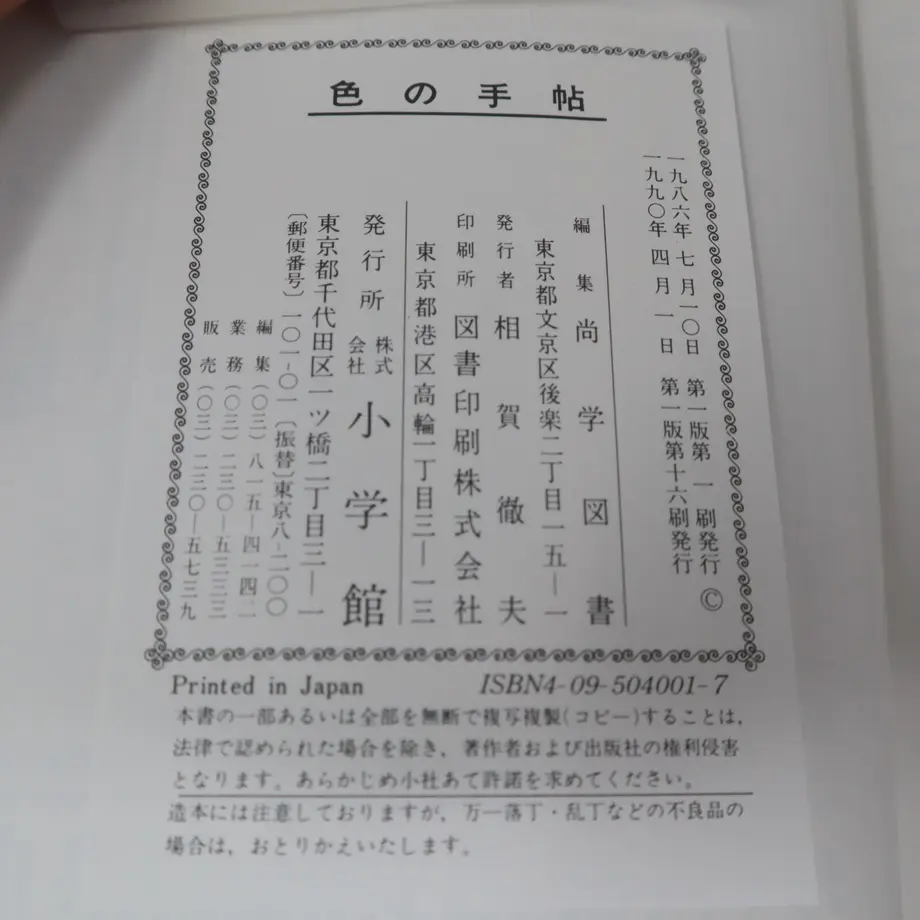 色の手帖
一九八六年 七月一〇日 第一版第一刷発行 ©
一九九〇年 四月一日 第一版第十六刷発行
編集 尚学図書
東京都文京区後楽二丁目一五—一
発行者 相賀徹夫
印刷所 図書印刷株式会社
東京都港区高輪一丁目三—一三
発行所 株式会社 小学館
東京都千代田区一ツ橋二丁目三—一
〔郵便番号〕一〇一-〇一〔振替〕東京八-二〇〇
編集(〇三)八一五—四一四二
業務(〇三)二三〇—五三三三
販売(〇三)二三〇—五七三九
Printed in Japan ISBN4-09-504001-7
本書の一部あるいは全部を無断で複写複製(コピー)することは、
法律で認められた場合を除き、著作者および出版社の権利侵害
となります。あらかじめ小社あて許諾を求めてください。
造本には注意しておりますが、万一落丁・乱丁などの不良品の
場合は、おとりかえいたします。